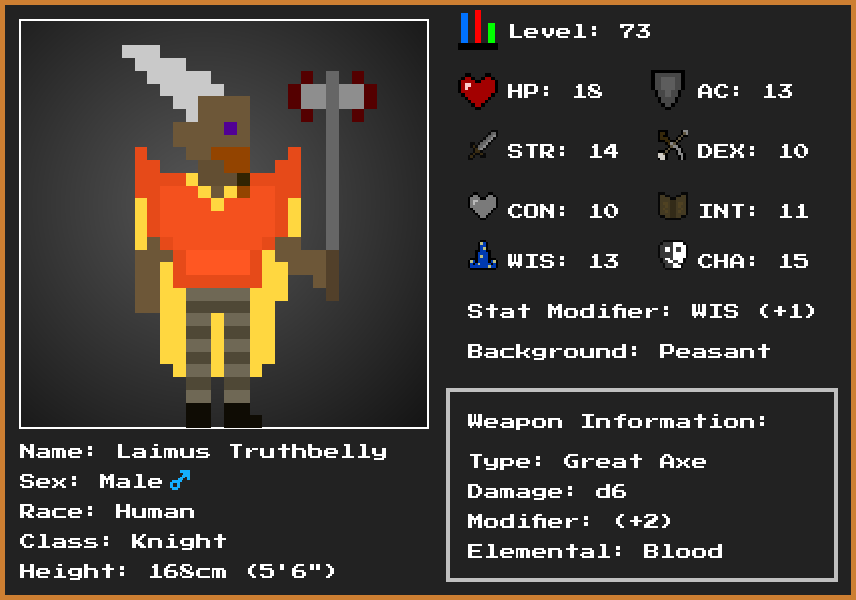 Level: 73
HP: 18
AC: 13
STR: 14
DEX: 10
CON: 10
INT: 11
WIS: 13
CHA: 15
Stat Modifier: WIS (+1)
Background: Peasant
Weapon Information:
Type: Great Axe
Damage: d6
Modifier: (+2)
Elemental: Blood
Name: Laimus Truthbelly
Sex: Male ♂
Race: Human
Class: Knight
Height: 168cm (5'6")